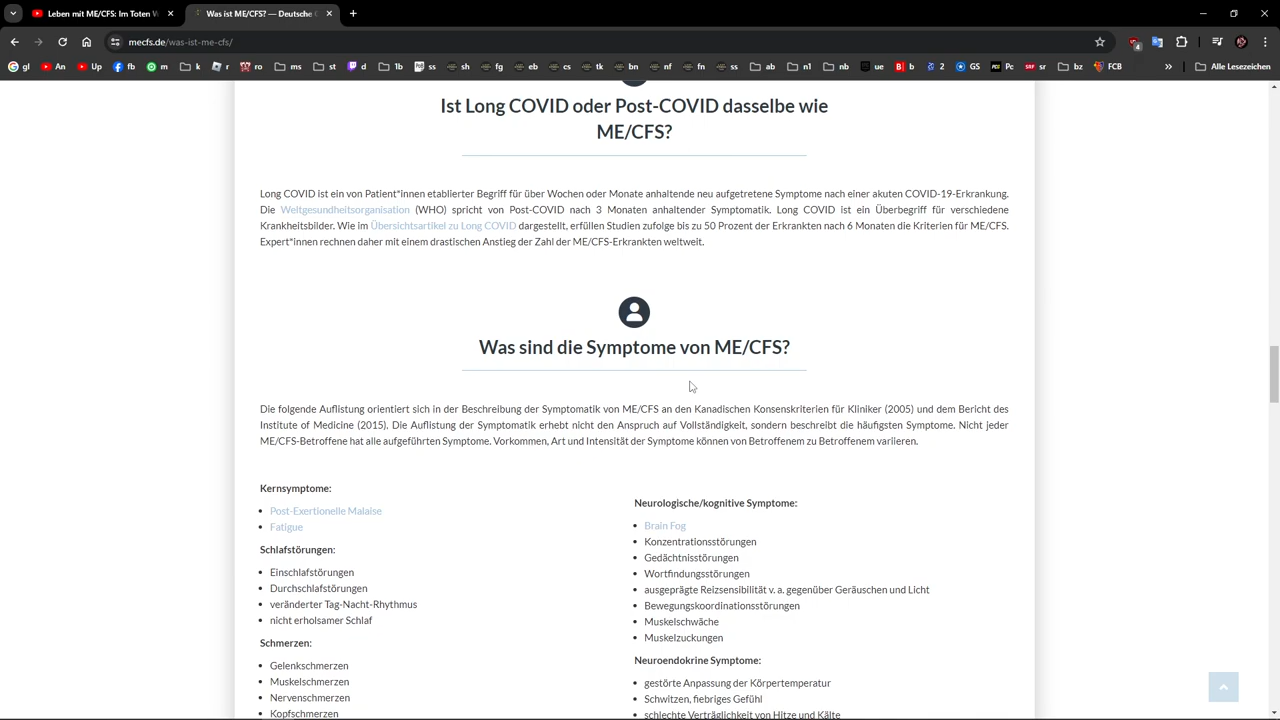 Leben mit ME/CFS: Im Toten W
Was ist ME/CFS? — Deutsche G
mecfs.de/was-ist-me-cfs/
gl An Up fb m k r ro ms st d 1b ss sh fg eb cs tk bn mw ff fn ss ab n1 nb ue b 2 GS Pc sr bz FCB » Alle Lesezeichen
Ist Long COVID oder Post-COVID dasselbe wie
ME/CFS?
Long COVID ist ein von Patient*innen etablierter Begriff für über Wochen oder Monate anhaltende neu aufgetretene Symptome nach einer akuten COVID-19-Erkrankung.
Die Weltgesundheitsorganisation (WHO) spricht von Post-COVID nach 3 Monaten anhaltender Symptomatik. Long COVID ist ein Überbegriff für verschiedene
Krankheitsbilder. Wie im Übersichtsartikel zu Long COVID dargestellt, erfüllen Studien zufolge bis zu 50 Prozent der Erkrankten nach 6 Monaten die Kriterien für ME/CFS.
Expert*innen rechnen daher mit einem drastischen Anstieg der Zahl der ME/CFS-Erkrankten weltweit.
Was sind die Symptome von ME/CFS?
Die folgende Auflistung orientiert sich in der Beschreibung der Symptomatik von ME/CFS an den Kanadischen Konsenskriterien für Kliniker (2005) und dem Bericht des
Institute of Medicine (2015). Die Auflistung der Symptomatik erhebt nicht den Anspruch auf Vollständigkeit, sondern beschreibt die häufigsten Symptome. Nicht jeder
ME/CFS-Betroffene hat alle aufgeführten Symptome. Vorkommen, Art und Intensität der Symptome können von Betroffenem zu Betroffenem variieren.
Kernsymptome:
• Post-Exertionelle Malaise
• Fatigue
Schlafstörungen:
• Einschlafstörungen
• Durchschlafstörungen
• veränderter Tag-Nacht-Rhythmus
• nicht erholsamer Schlaf
Schmerzen:
• Gelenkschmerzen
• Muskelschmerzen
• Nervenschmerzen
• Kopfschmerzen
Neurologische/kognitive Symptome:
• Brain Fog
• Konzentrationsstörungen
• Gedächtnisstörungen
• Wortfindungsstörungen
• ausgeprägte Reizsensibilität v. a. gegenüber Geräuschen und Licht
• Bewegungskoordinationsstörungen
• Muskelschwäche
• Muskelzuckungen
Neuroendokrine Symptome:
• gestörte Anpassung der Körpertemperatur
• Schwitzen, fiebriges Gefühl
• schlechte Verträglichkeit von Hitze und Kälte